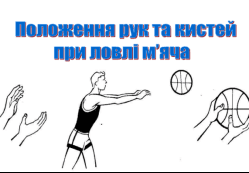 Положення рук та кистей
при ловлі м'яча